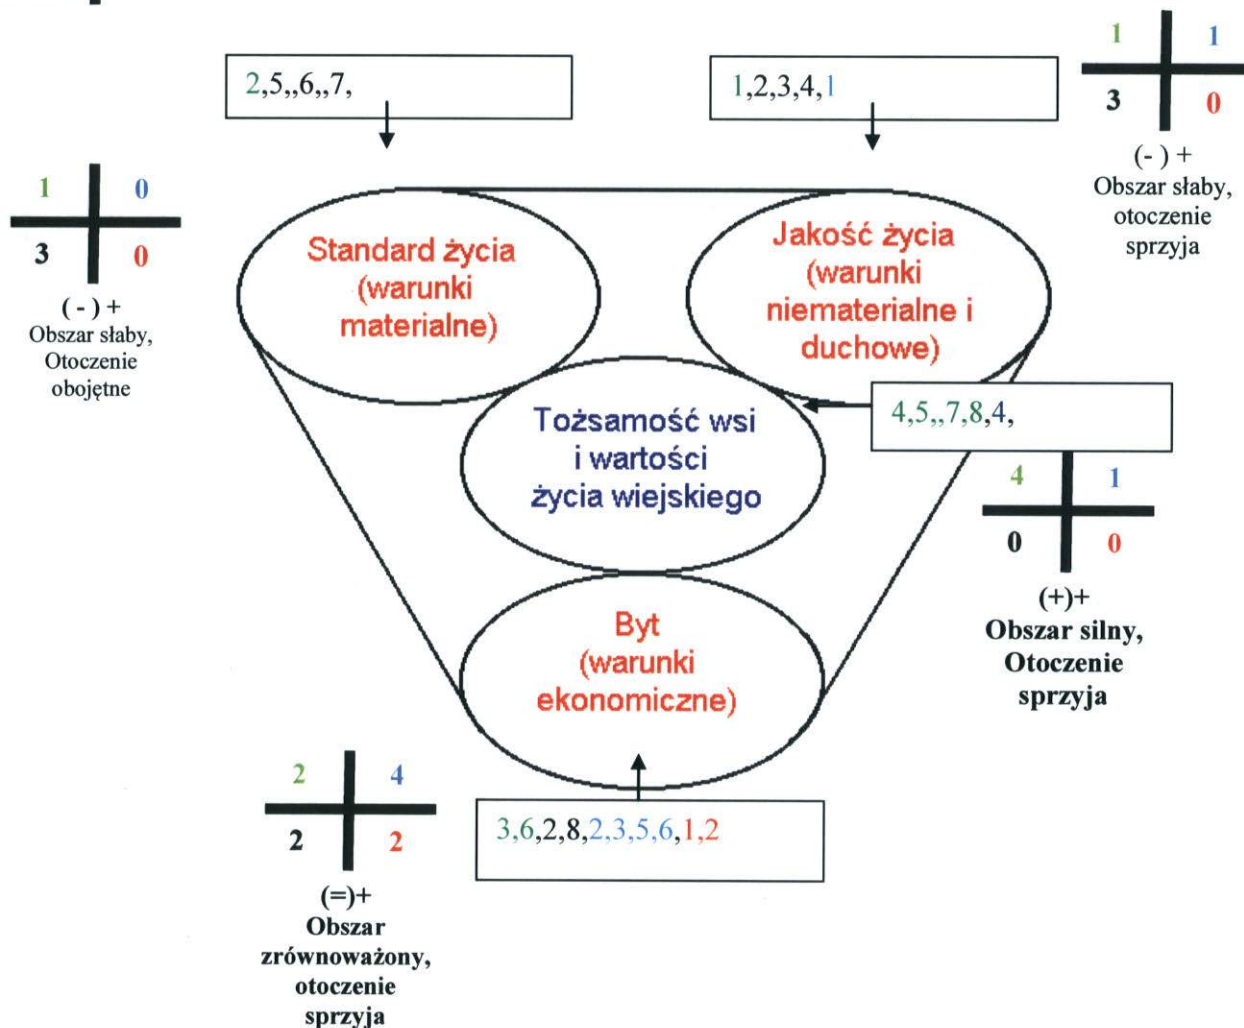 2,5,,6,,7,
1,2,3,4,1
1 1
3 0
(- ) +
Obszar słaby,
otoczenie
sprzyja
1 0
3 0
( - ) +
Obszar słaby,
Otoczenie
obojętne
Standard życia
(warunki
materialne)
Jakość życia
(warunki
niematerialne i
duchowe)
4,5,,7,8,4,
Tożsamość wsi
i wartości
życia wiejskiego
4 1
0 0
(+)+
Obszar silny,
Otoczenie
sprzyja
Byt
(warunki
ekonomiczne)
2 4
2 2
3,6,2,8,2,3,5,6,1,2
(=)+
Obszar
zrównoważony,
otoczenie
sprzyja